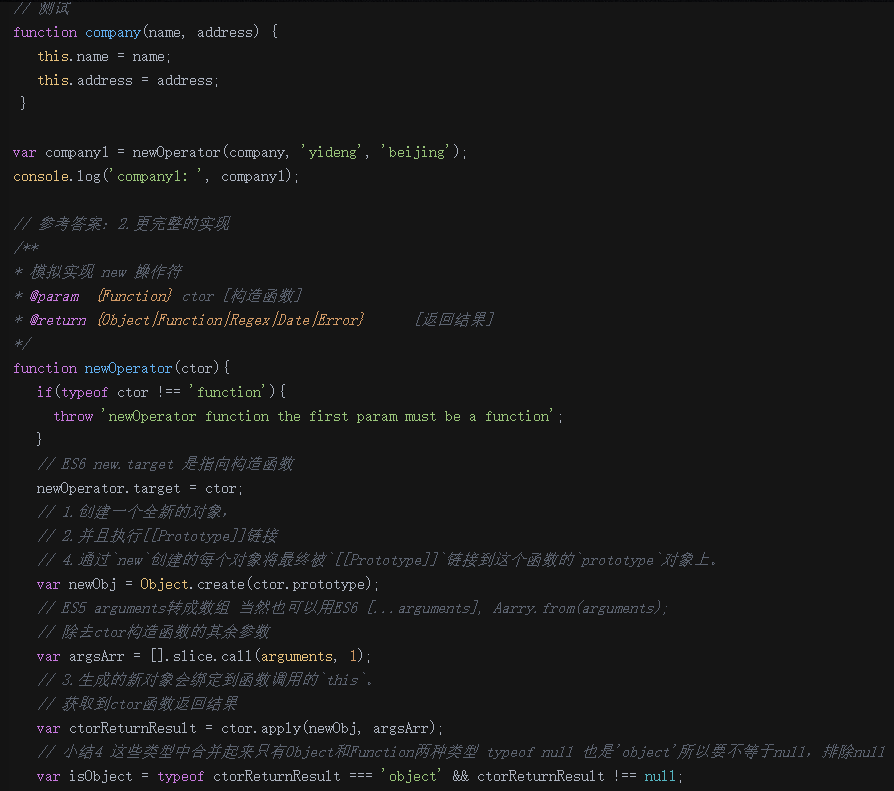 // 测试
function company(name, address) {
this.name = name;
this.address = address;
}
var company1 = newOperator(company, 'yideng', 'beijing');
console.log('company1: ', company1);
// 参考答案: 2.更完整的实现
/**
* 模拟实现 new 操作符
* @param {Function} ctor [构造函数]
* @return {Object|Function|Regex|Date|Error} [返回结果]
*/
function newOperator(ctor){
if(typeof ctor !== 'function'){
throw 'newOperator function the first param must be a function';
}
// ES6 new.target 是指向构造函数
newOperator.target = ctor;
// 1.创建一个全新的对象，
// 2.并且执行[[Prototype]]链接
// 4.通过`new`创建的每个对象将最终被`[[Prototype]]`链接到这个函数的`prototype`对象上。
var newObj = Object.create(ctor.prototype);
// ES5 arguments转成数组 当然也可以用ES6 [...arguments], Aarry.from(arguments);
// 除去ctor构造函数的其余参数
var argsArr = [].slice.call(arguments, 1);
// 3.生成的新对象会绑定到函数调用的`this`。
// 获取到ctor函数返回结果
var ctorReturnResult = ctor.apply(newObj, argsArr);
// 小结4 这些类型中合并起来只有Object和Function两种类型 typeof null 也是'object'所以要不等于null，排除null
var isObject = typeof ctorReturnResult === 'object' && ctorReturnResult !== null;